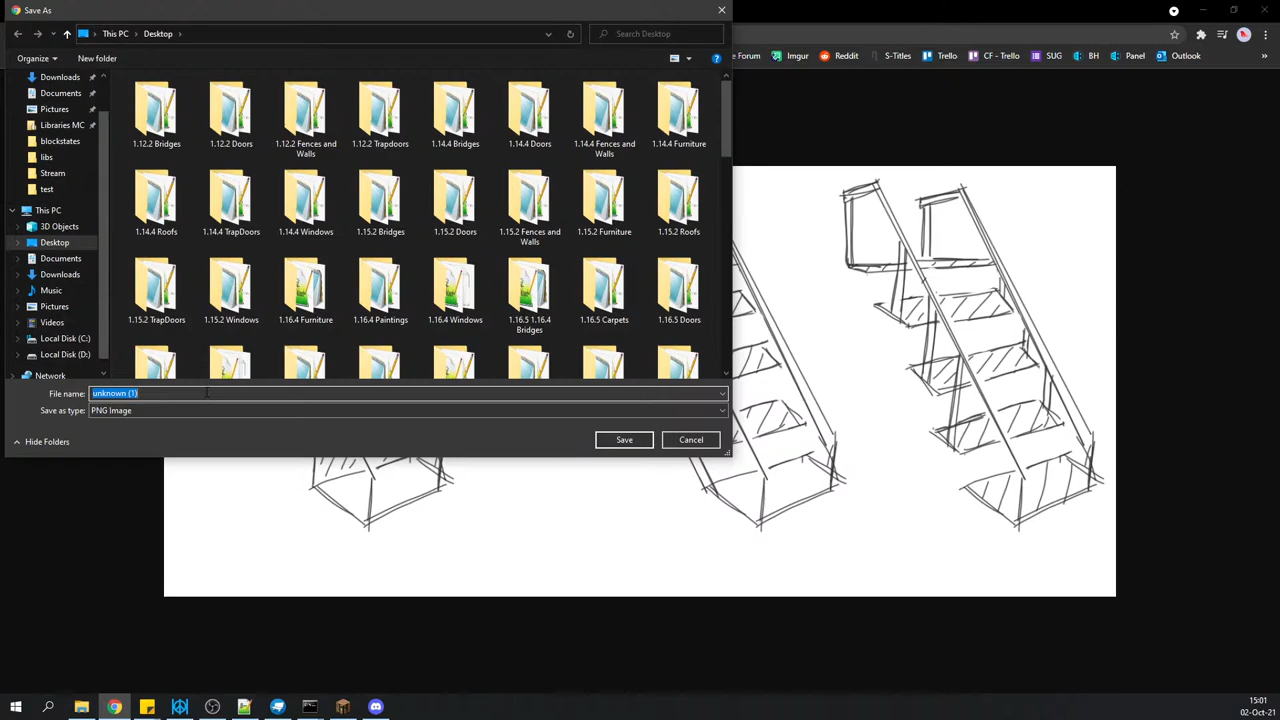 Save As
This PC
Desktop
Search Desktop
Organize
New folder
e Forum
Imgur
Reddit
S-Titles
Trello
CF - Trello
SUG
BH
Panel
Outlook
Downloads
Documents
Pictures
Libraries MC
blockstates
libs
Stream
test
This PC
3D Objects
Desktop
Documents
Downloads
Music
Pictures
Videos
Local Disk (C:)
Local Disk (D:)
Network
1.12.2 Bridges
1.12.2 Doors
1.12.2 Fences and
Walls
1.12.2 Trapdoors
1.14.4 Bridges
1.14.4 Doors
1.14.4 Fences and
Walls
1.14.4 Furniture
1.14.4 Roofs
1.14.4 TrapDoors
1.14.4 Windows
1.15.2 Bridges
1.15.2 Doors
1.15.2 Fences and
Walls
1.15.2 Furniture
1.15.2 Roofs
1.15.2 TrapDoors
1.15.2 Windows
1.16.4 Furniture
1.16.4 Paintings
1.16.4 Windows
1.16.5 1.16.4
Bridges
1.16.5 Carpets
1.16.5 Doors
File name:
unknown (1)
Save as type:
PNG Image
Hide Folders
Save
Cancel
15:01
02-Oct-21